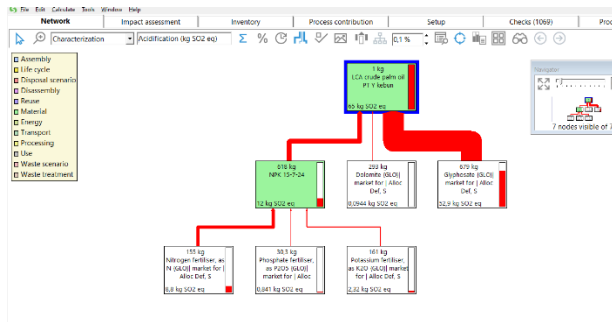 File Edit Calculate Tools Window Help
Network Impact assessment Inventory Process contribution Setup Checks (1069)
Characterization Acidification (kg SO2 eq) Σ % 0,1 %
Assembly
Life cycle
Disposal scenario
Disassembly
Reuse
Material
Energy
Transport
Processing
Use
Waste scenario
Waste treatment
Navigator
7 nodes visible of
1 kg
LCA crude palm oil
PT Y kebun
65 kg SO2 eq
616 kg
NPK 15-7-24
12 kg SO2 eq
293 kg
Dolomite {GLO}|
market for | Alloc
Def, S
0,0944 kg SO2 eq
679 kg
Glyphosate {GLO}|
market for | Alloc
Def, S
52,9 kg SO2 eq
155 kg
Nitrogen fertiliser, as
N {GLO}| market for |
Alloc Def, S
8,8 kg SO2 eq
38,5 kg
Phosphate fertiliser,
as P2O5 {GLO}|
market for | Alloc
0,841 kg SO2 eq
161 kg
Potassium fertiliser,
as K2O {GLO}| market
for | Alloc Def, S
2,32 kg SO2 eq